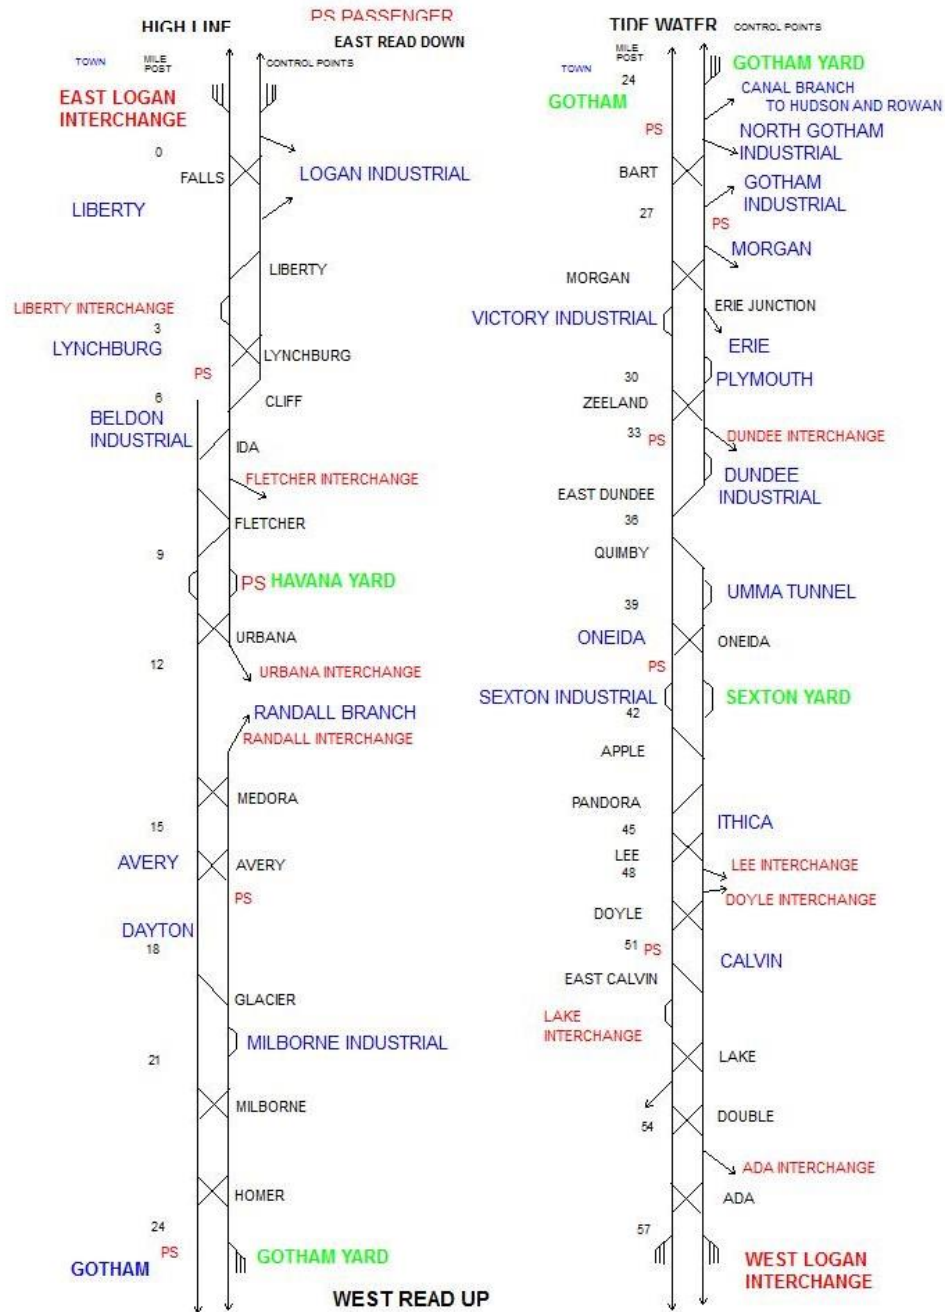 HIGH LINE
PS PASSENGER
EAST READ DOWN
TOWN
MILE
POST
CONTROL POINTS
EAST LOGAN
INTERCHANGE
0
FALLS
LOGAN INDUSTRIAL
LIBERTY
LIBERTY
LIBERTY INTERCHANGE
3
LYNCHBURG
LYNCHBURG
PS
6
CLIFF
BELDON
INDUSTRIAL
IDA
FLETCHER INTERCHANGE
FLETCHER
9
PS HAVANA YARD
URBANA
12
URBANA INTERCHANGE
RANDALL BRANCH
RANDALL INTERCHANGE
MEDORA
15
AVERY
AVERY
PS
DAYTON
18
GLACIER
MILBORNE INDUSTRIAL
21
MILBORNE
HOMER
24
PS
GOTHAM
GOTHAM YARD
WEST READ UP
TIDE WATER
CONTROL POINTS
TOWN
MILE
POST
24
GOTHAM YARD
GOTHAM
CANAL BRANCH
TO HUDSON AND ROWAN
PS
NORTH GOTHAM
INDUSTRIAL
BART
GOTHAM
INDUSTRIAL
27
PS
MORGAN
MORGAN
ERIE JUNCTION
VICTORY INDUSTRIAL
ERIE
30
PLYMOUTH
ZEELAND
33
PS
DUNDEE INTERCHANGE
DUNDEE
INDUSTRIAL
EAST DUNDEE
36
QUIMBY
UMMA TUNNEL
39
ONEIDA
ONEIDA
PS
SEXTON INDUSTRIAL
SEXTON YARD
42
APPLE
PANDORA
45
ITHICA
LEE
48
LEE INTERCHANGE
DOYLE INTERCHANGE
DOYLE
51
PS
CALVIN
EAST CALVIN
LAKE
INTERCHANGE
LAKE
54
DOUBLE
ADA INTERCHANGE
ADA
57
WEST LOGAN
INTERCHANGE